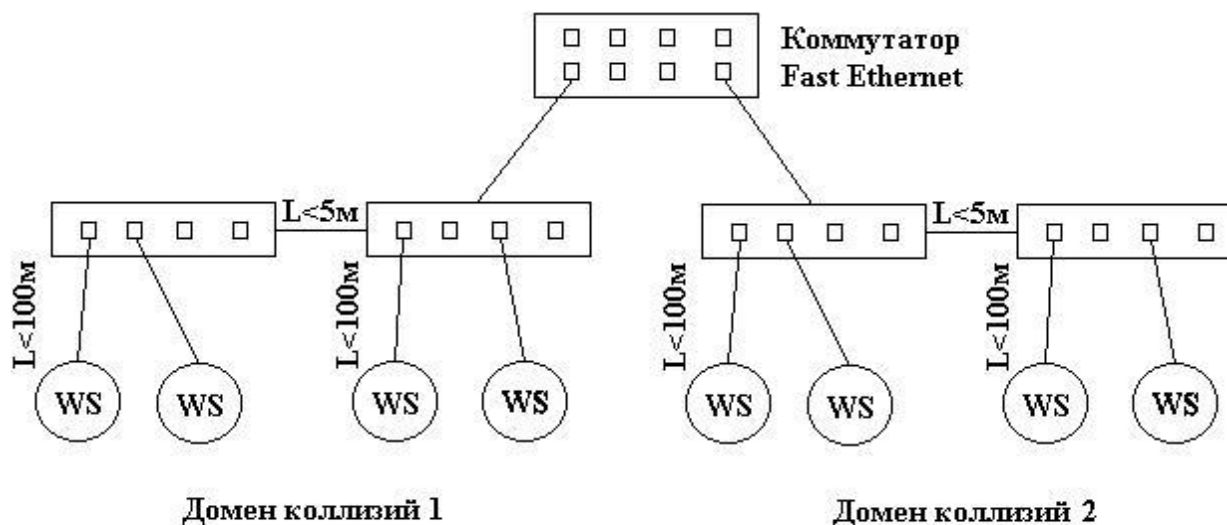 Коммутатор
Fast Ethernet
L<5м
L<5м
L<100м
L<100м
L<100м
L<100м
WS
WS
WS
WS
WS
WS
WS
WS
Домен коллизий 1
Домен коллизий 2